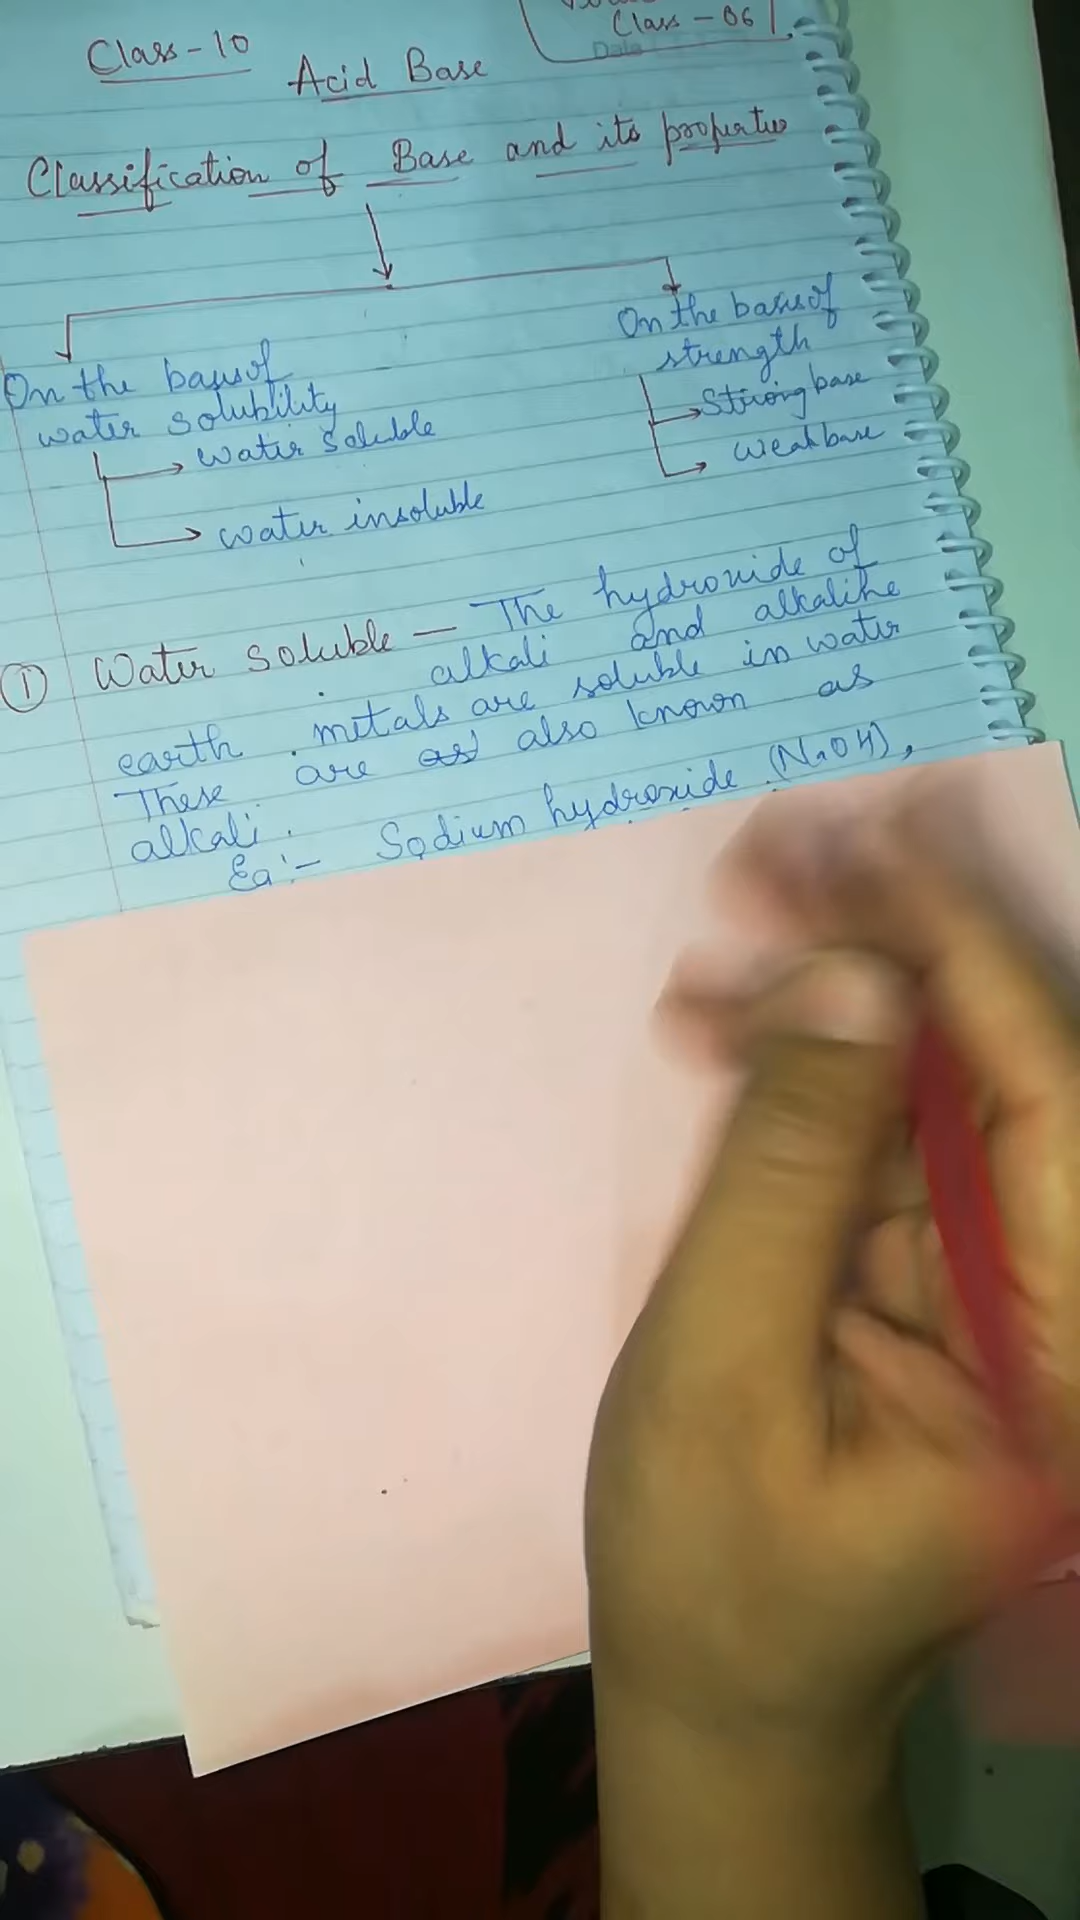 Class - 06
Date
Class - 10
Acid Base
Classification of Base and its properties
On the basis of
water solubility
water soluble
water insoluble
On the basis of
strength
Strong base
weak base
① Water soluble — The hydroxide of
alkali and alkaline
earth metals are soluble in water
These are also known as
alkali.
Ea:- Sodium hydroxide (NaOH),